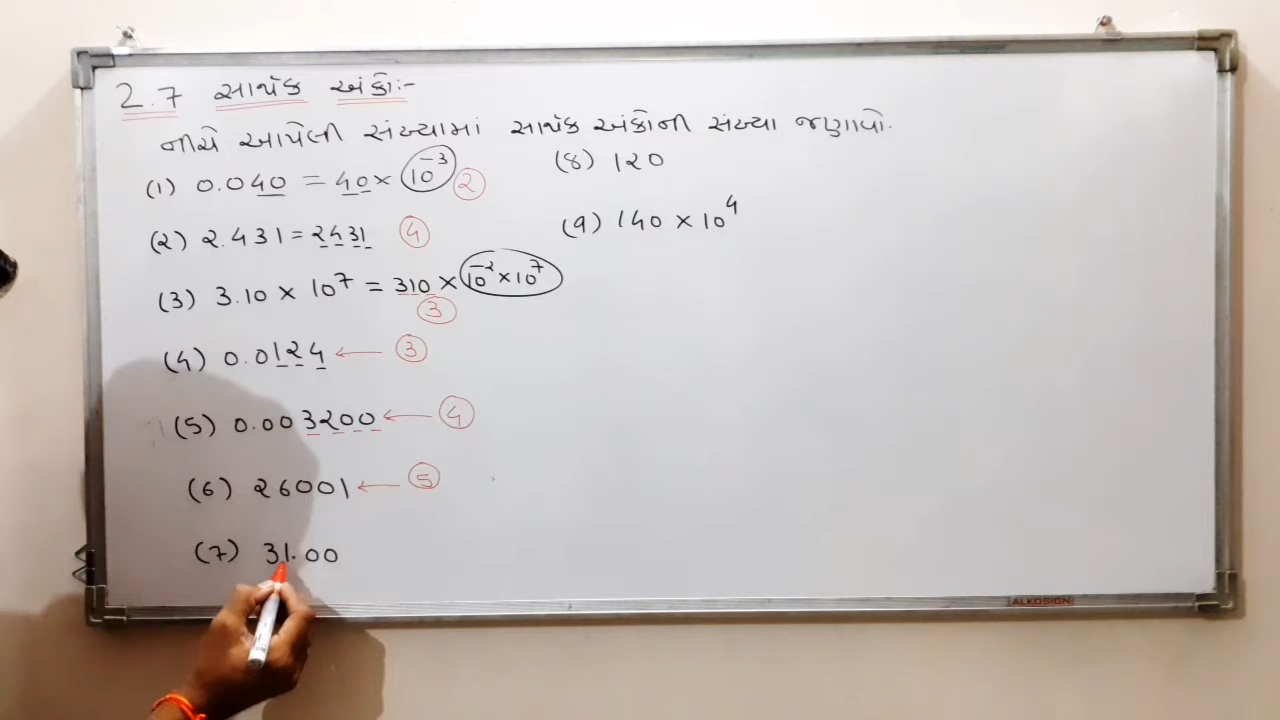 2.7 સાર્થક અંકો:-
નીચે આપેલી સંખ્યામાં સાર્થક અંકોની સંખ્યા જણાવો.
(1) 0.040 = 40 × 10⁻³ 2
(2) 2.431 = 2431 4
(3) 3.10 × 10⁷ = 310 × 10⁻² × 10⁷
3
(4) 0.0124 ← 3
(5) 0.003200 ← 4
(6) 26001 ← 5
(7) 31.00
(8) 120
(9) 140 × 10⁴
ALKOSIGN